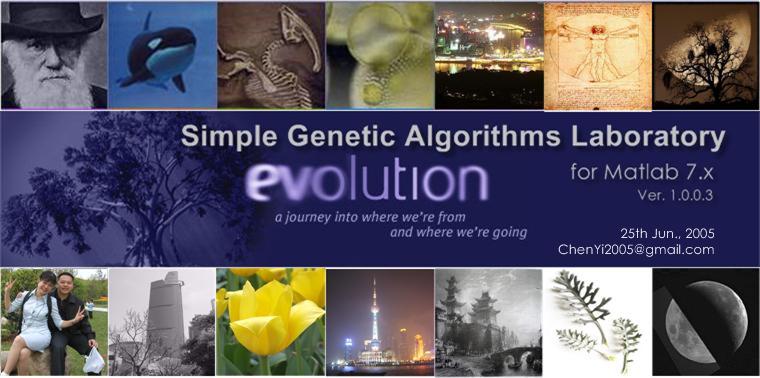 Simple Genetic Algorithms Laboratory
evolution
for Matlab 7.x
Ver. 1.0.0.3
a journey into where we're from
and where we're going
25th Jun., 2005
ChenYi2005@gmail.com